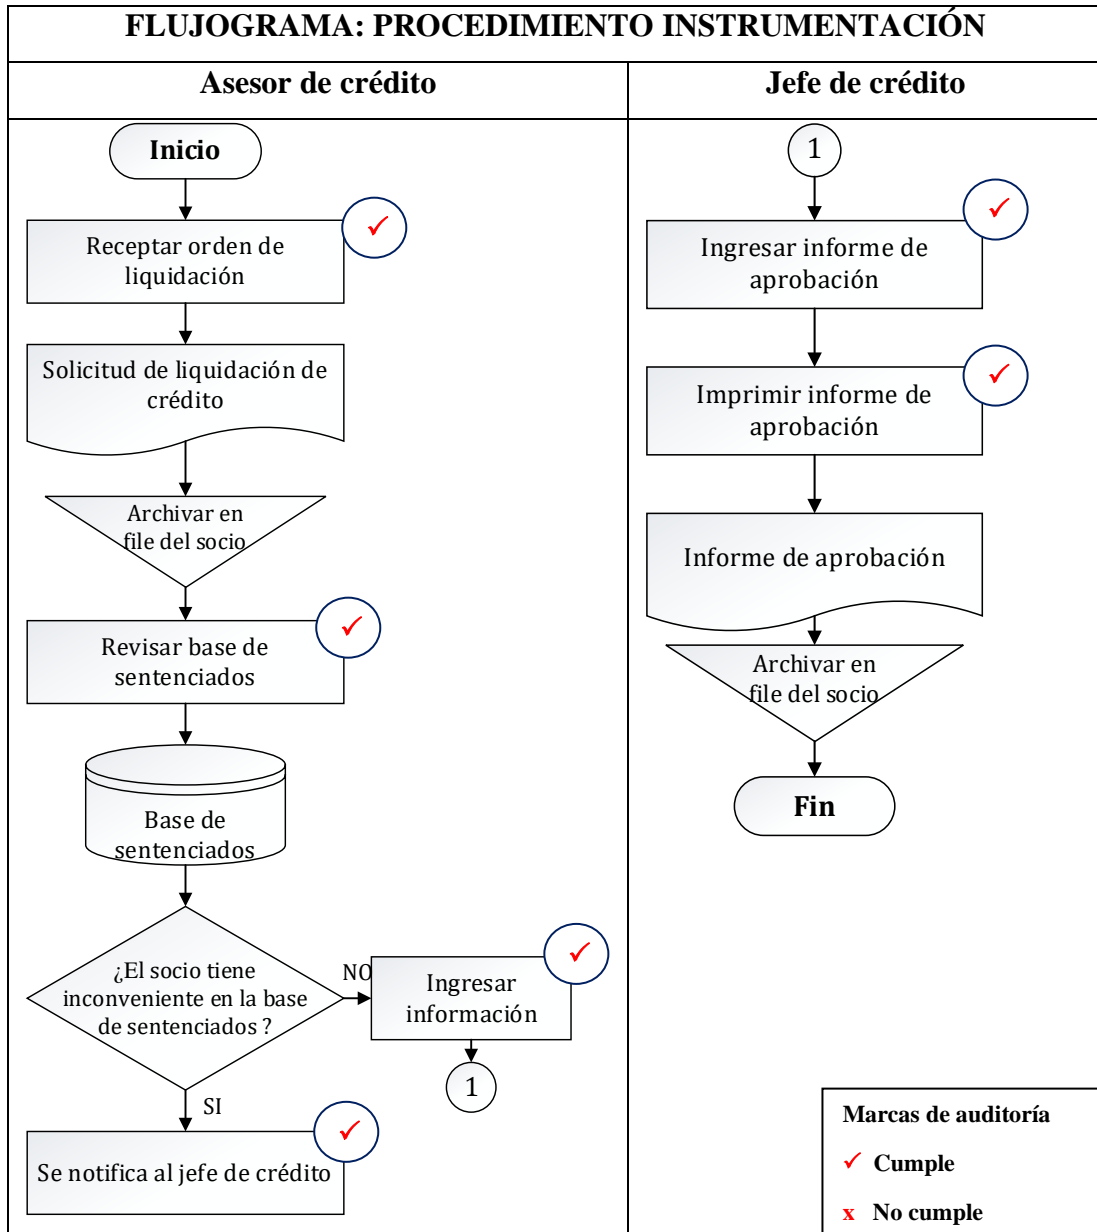 FLUJOGRAMA: PROCEDIMIENTO INSTRUMENTACIÓN
Asesor de crédito
Jefe de crédito
Inicio
Receptar orden de
liquidación
Solicitud de liquidación de
crédito
Archivar en
file del socio
Revisar base de
sentenciados
Base de
sentenciados
¿El socio tiene
inconveniente en la base
de sentenciados ?
NO
Ingresar
información
1
SI
Se notifica al jefe de crédito
1
Ingresar informe de
aprobación
Imprimir informe de
aprobación
Informe de aprobación
Archivar en
file del socio
Fin
Marcas de auditoría
✓ Cumple
x No cumple